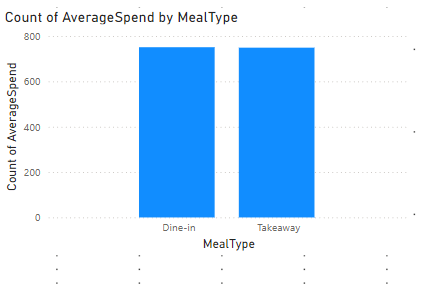 Count of AverageSpend by MealType
800
600
400
200
0
Count of AverageSpend
Dine-in Takeaway
MealType